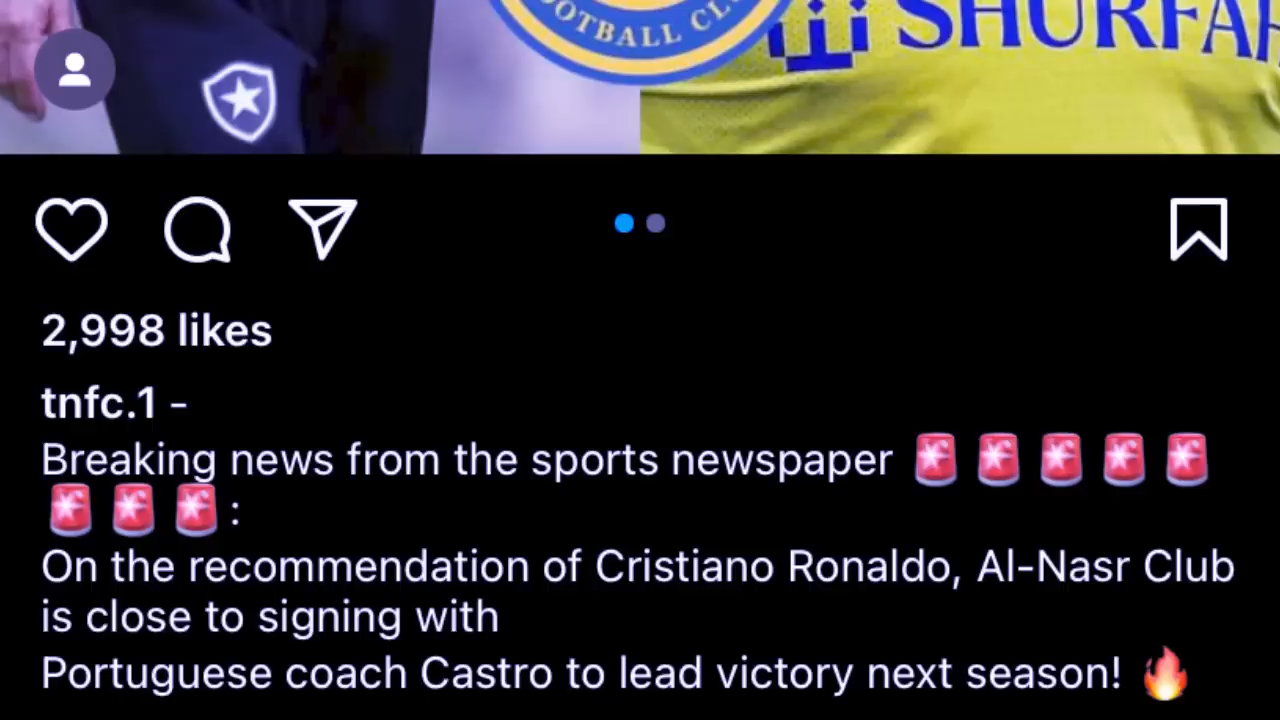 OOTBALL CLU
SHURFAH
2,998 likes
tnfc.1 -
Breaking news from the sports newspaper 🚨🚨🚨🚨🚨
🚨🚨🚨:
On the recommendation of Cristiano Ronaldo, Al-Nasr Club
is close to signing with
Portuguese coach Castro to lead victory next season! 🔥